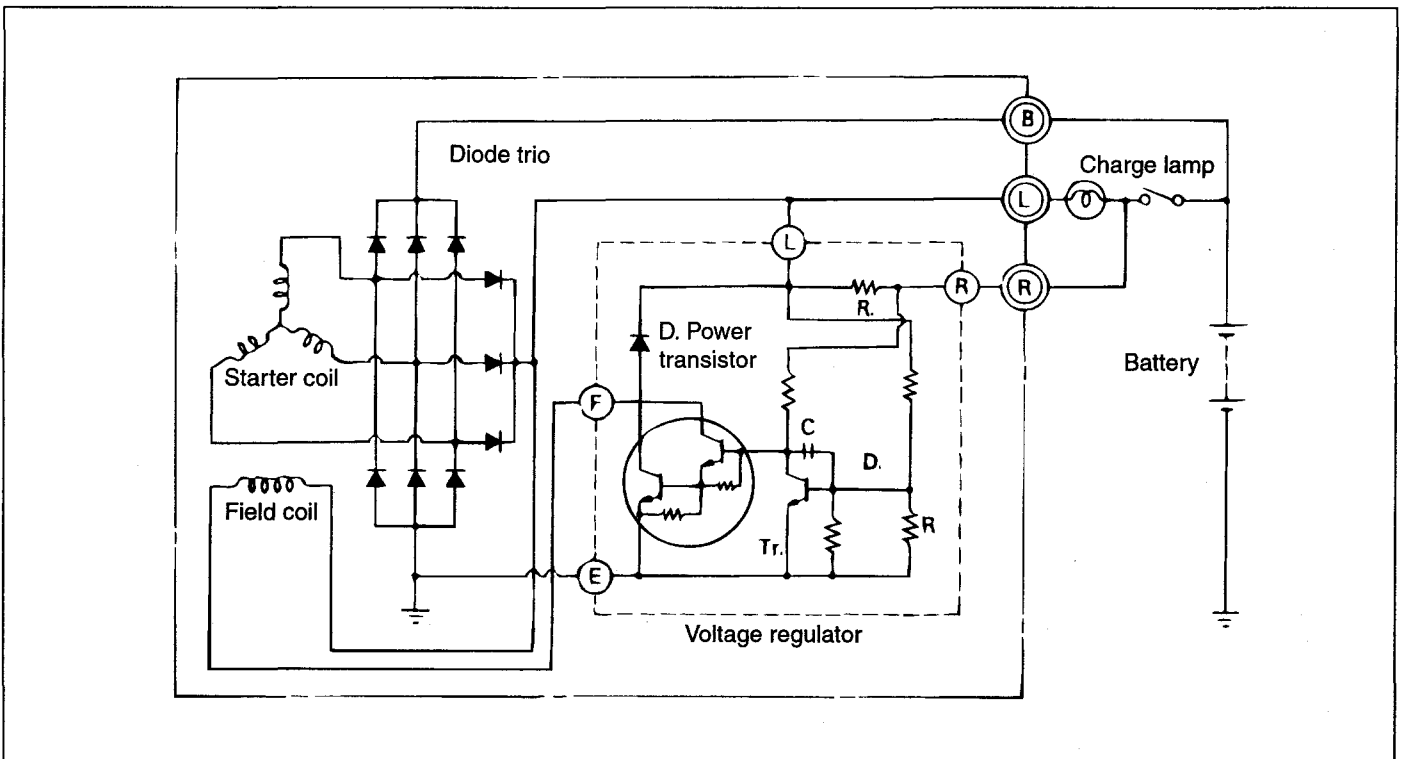 B
Diode trio
Charge lamp
L
L
R
R
R.
D. Power
transistor
Battery
Starter coil
F
C
D.
Field coil
R
Tr.
E
Voltage regulator